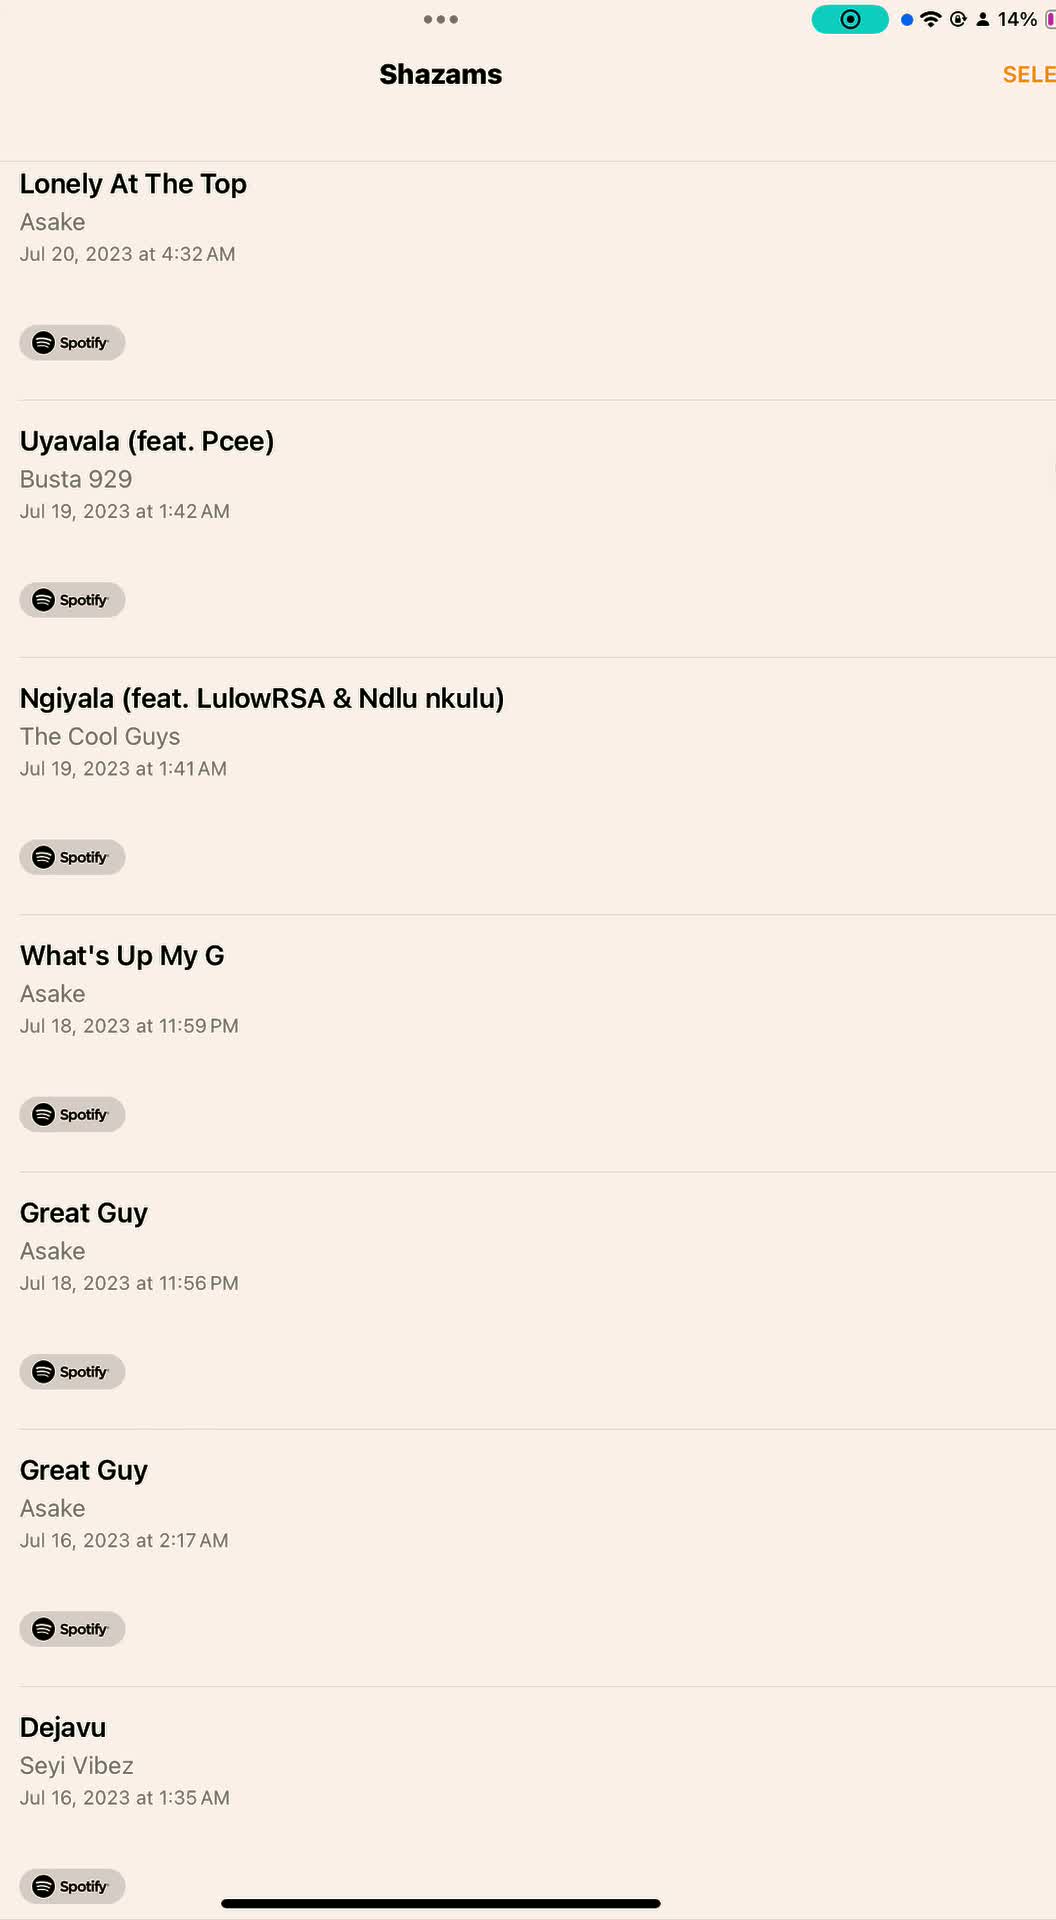 14%
Shazams
SELE
Lonely At The Top
Asake
Jul 20, 2023 at 4:32 AM
Spotify
Uyavala (feat. Pcee)
Busta 929
Jul 19, 2023 at 1:42 AM
Spotify
Ngiyala (feat. LulowRSA & Ndlu nkulu)
The Cool Guys
Jul 19, 2023 at 1:41 AM
Spotify
What's Up My G
Asake
Jul 18, 2023 at 11:59 PM
Spotify
Great Guy
Asake
Jul 18, 2023 at 11:56 PM
Spotify
Great Guy
Asake
Jul 16, 2023 at 2:17 AM
Spotify
Dejavu
Seyi Vibez
Jul 16, 2023 at 1:35 AM
Spotify